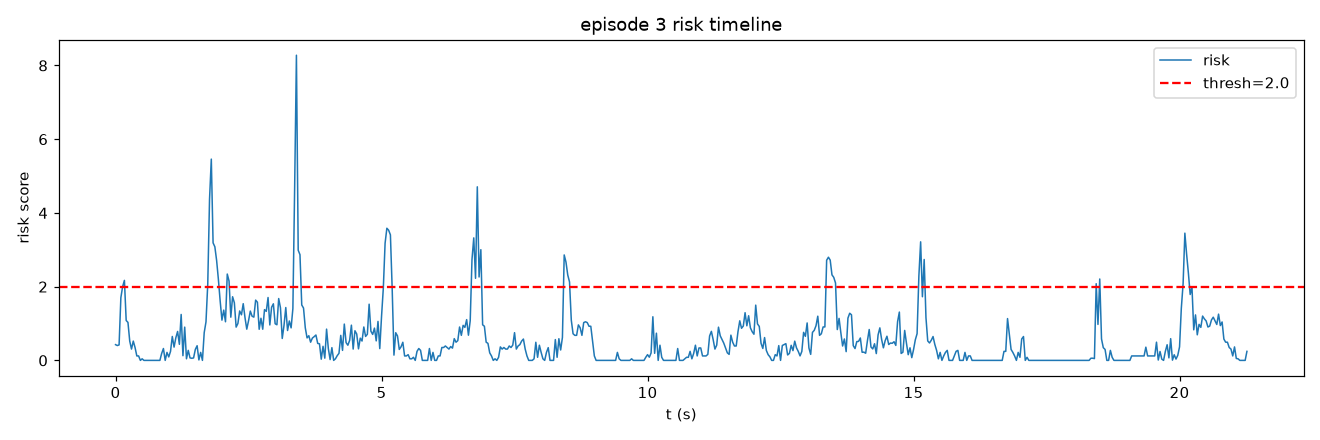 episode 3 risk timeline
risk
thresh=2.0
risk score
8
6
4
2
0
0 5 10 15 20
t (s)